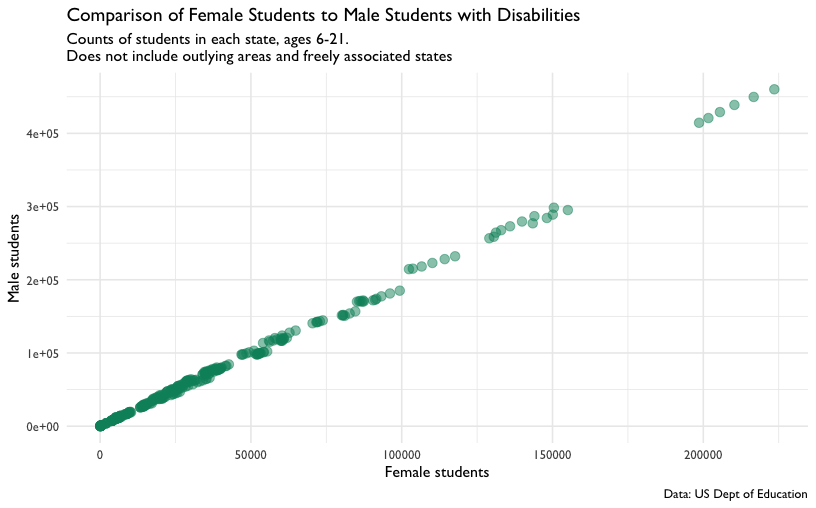 Comparison of Female Students to Male Students with Disabilities
Counts of students in each state, ages 6-21.
Does not include outlying areas and freely associated states
4e+05
3e+05
2e+05
1e+05
0e+00
Male students
0 50000 100000 150000 200000
Female students
Data: US Dept of Education